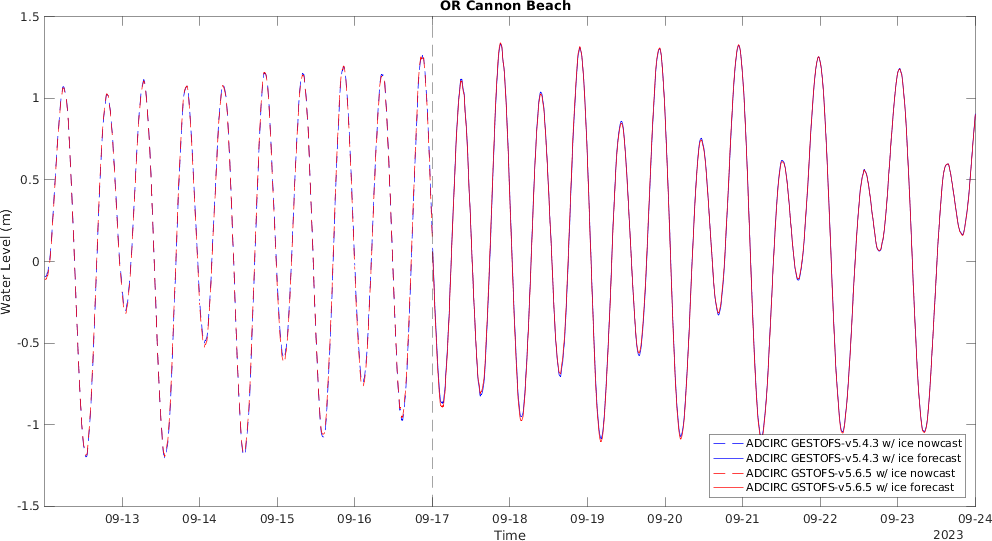 OR Cannon Beach
1.5
1
0.5
0
-0.5
-1
-1.5
Water Level (m)
09-13 09-14 09-15 09-16 09-17 09-18 09-19 09-20 09-21 09-22 09-23 09-24
Time
2023
ADCIRC GESTOFS-v5.4.3 w/ ice nowcast
ADCIRC GESTOFS-v5.4.3 w/ ice forecast
ADCIRC GSTOFS-v5.6.5 w/ ice nowcast
ADCIRC GSTOFS-v5.6.5 w/ ice forecast